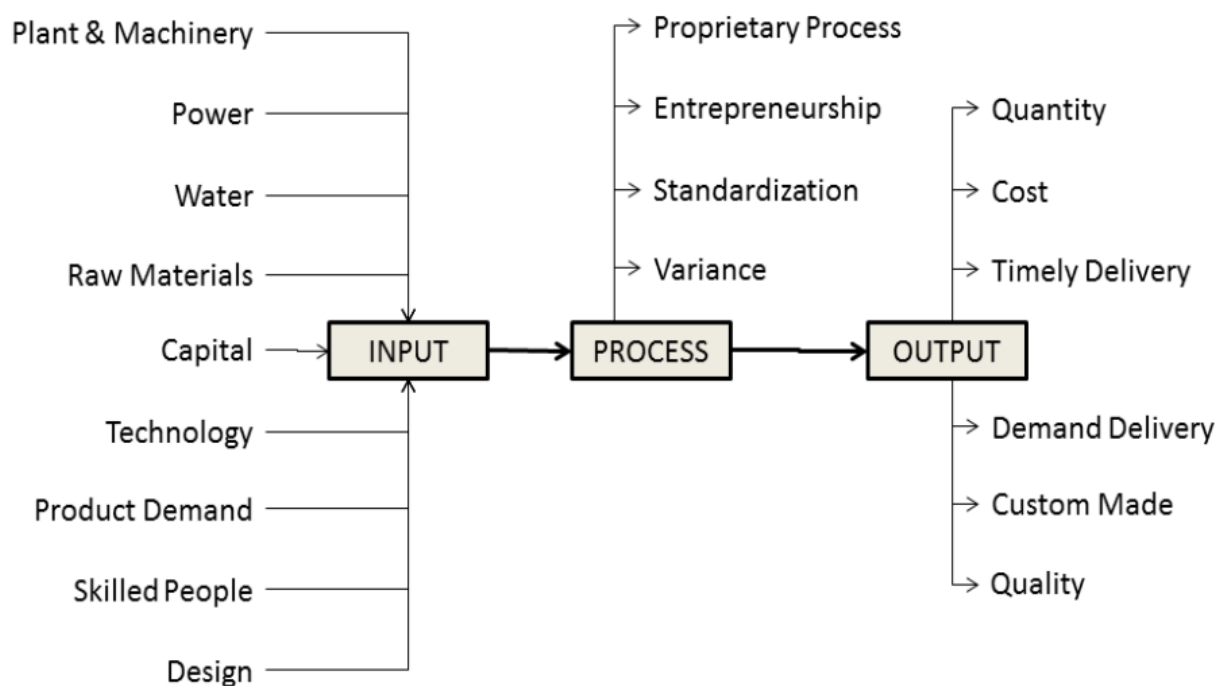 Plant & Machinery
Power
Water
Raw Materials
Capital
Technology
Product Demand
Skilled People
Design
INPUT
Proprietary Process
Entrepreneurship
Standardization
Variance
PROCESS
Quantity
Cost
Timely Delivery
OUTPUT
Demand Delivery
Custom Made
Quality